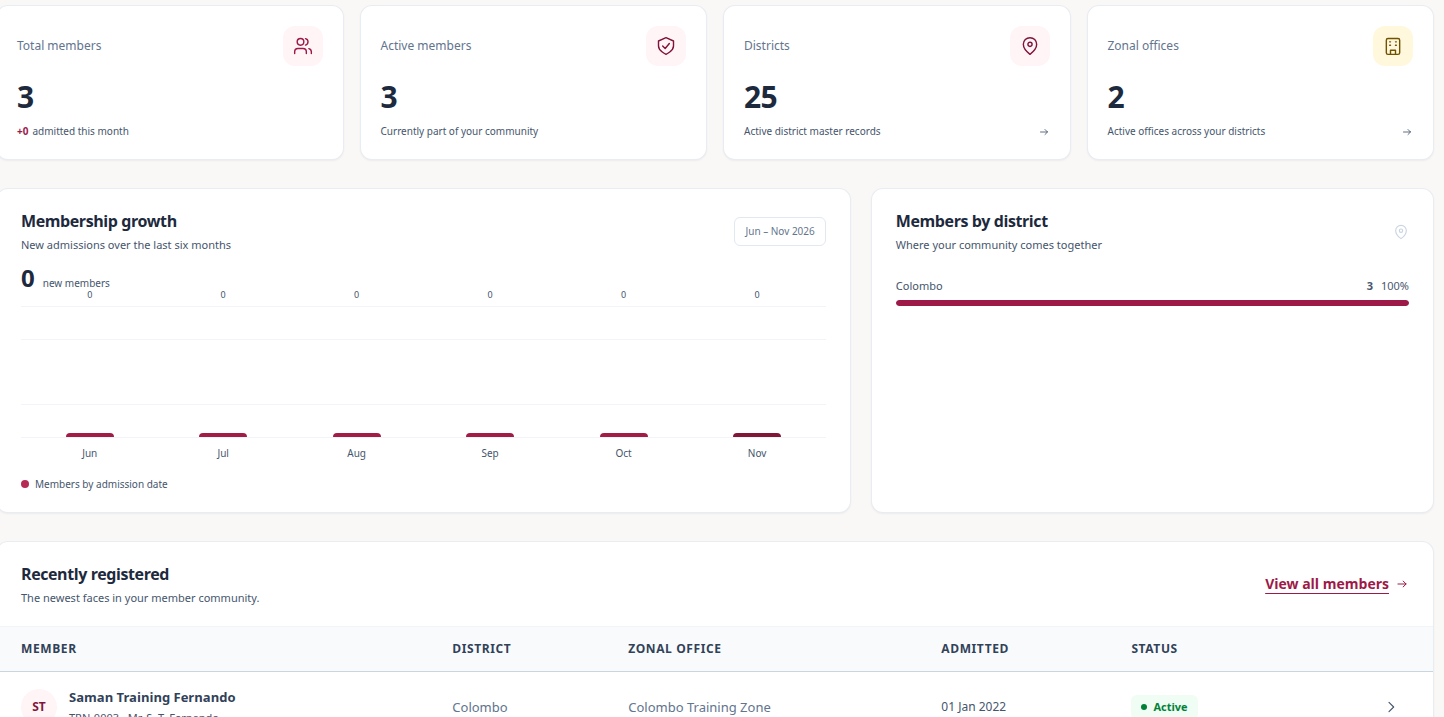 Total members
3
+0 admitted this month
Active members
3
Currently part of your community
Districts
25
Active district master records
Zonal offices
2
Active offices across your districts
Membership growth
New admissions over the last six months
Jun – Nov 2026
0 new members
0 0 0 0 0 0
Jun Jul Aug Sep Oct Nov
Members by admission date
Members by district
Where your community comes together
Colombo 3 100%
Recently registered
The newest faces in your member community.
View all members
MEMBER DISTRICT ZONAL OFFICE ADMITTED STATUS
ST Saman Training Fernando Colombo Colombo Training Zone 01 Jan 2022 Active